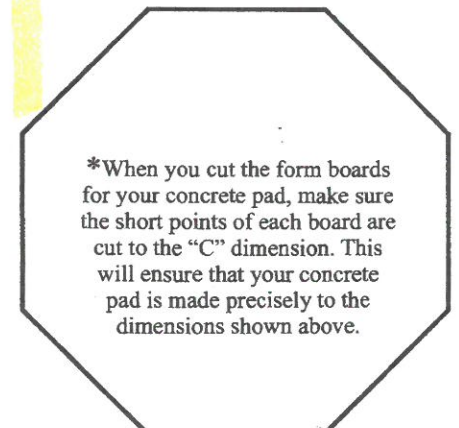 *When you cut the form boards
for your concrete pad, make sure
the short points of each board are
cut to the “C” dimension. This
will ensure that your concrete
pad is made precisely to the
dimensions shown above.